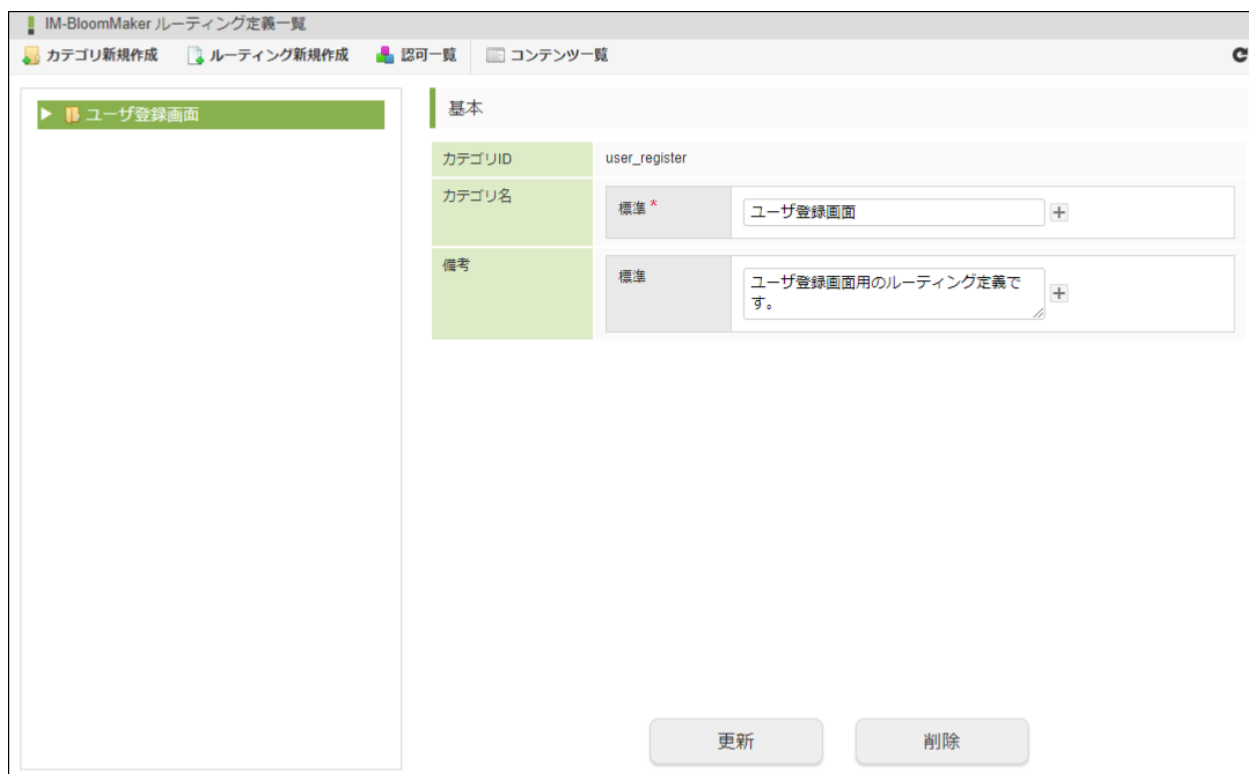 IM-BloomMaker ルーティング定義一覧
カテゴリ新規作成 ルーティング新規作成 認可一覧 コンテンツ一覧
ユーザ登録画面
基本
カテゴリID user_register
カテゴリ名 標準 * ユーザ登録画面
備考 標準 ユーザ登録画面用のルーティング定義で
す。
更新 削除